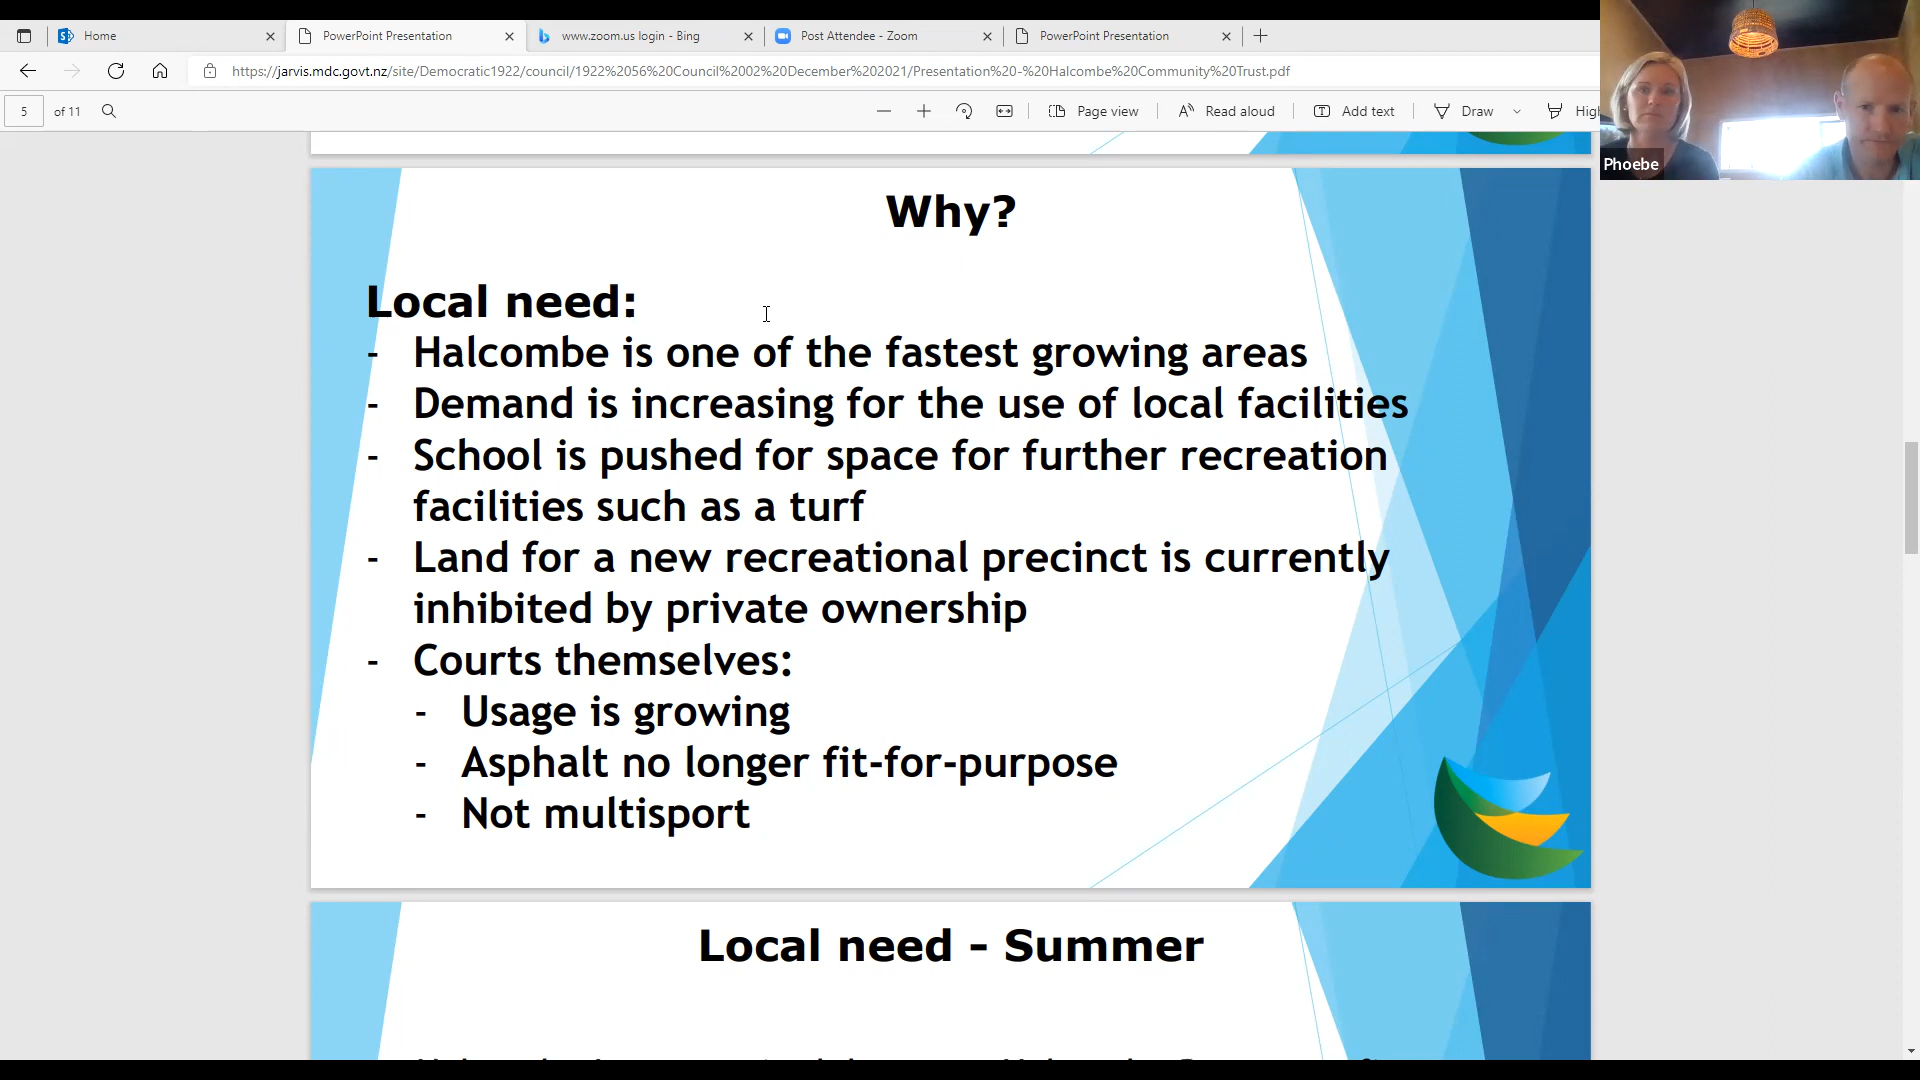 Home
PowerPoint Presentation
www.zoom.us login - Bing
Post Attendee - Zoom
PowerPoint Presentation
https://jarvis.mdc.govt.nz/site/Democratic1922/council/1922%2056%20Council%2002%20December%202021/Presentation%20-%20Halcombe%20Community%20Trust.pdf
5 of 11
Page view
Read aloud
Add text
Draw
High
Phoebe
Why?
Local need:
- Halcombe is one of the fastest growing areas
- Demand is increasing for the use of local facilities
- School is pushed for space for further recreation
facilities such as a turf
- Land for a new recreational precinct is currently
inhibited by private ownership
- Courts themselves:
- Usage is growing
- Asphalt no longer fit-for-purpose
- Not multisport
Local need - Summer